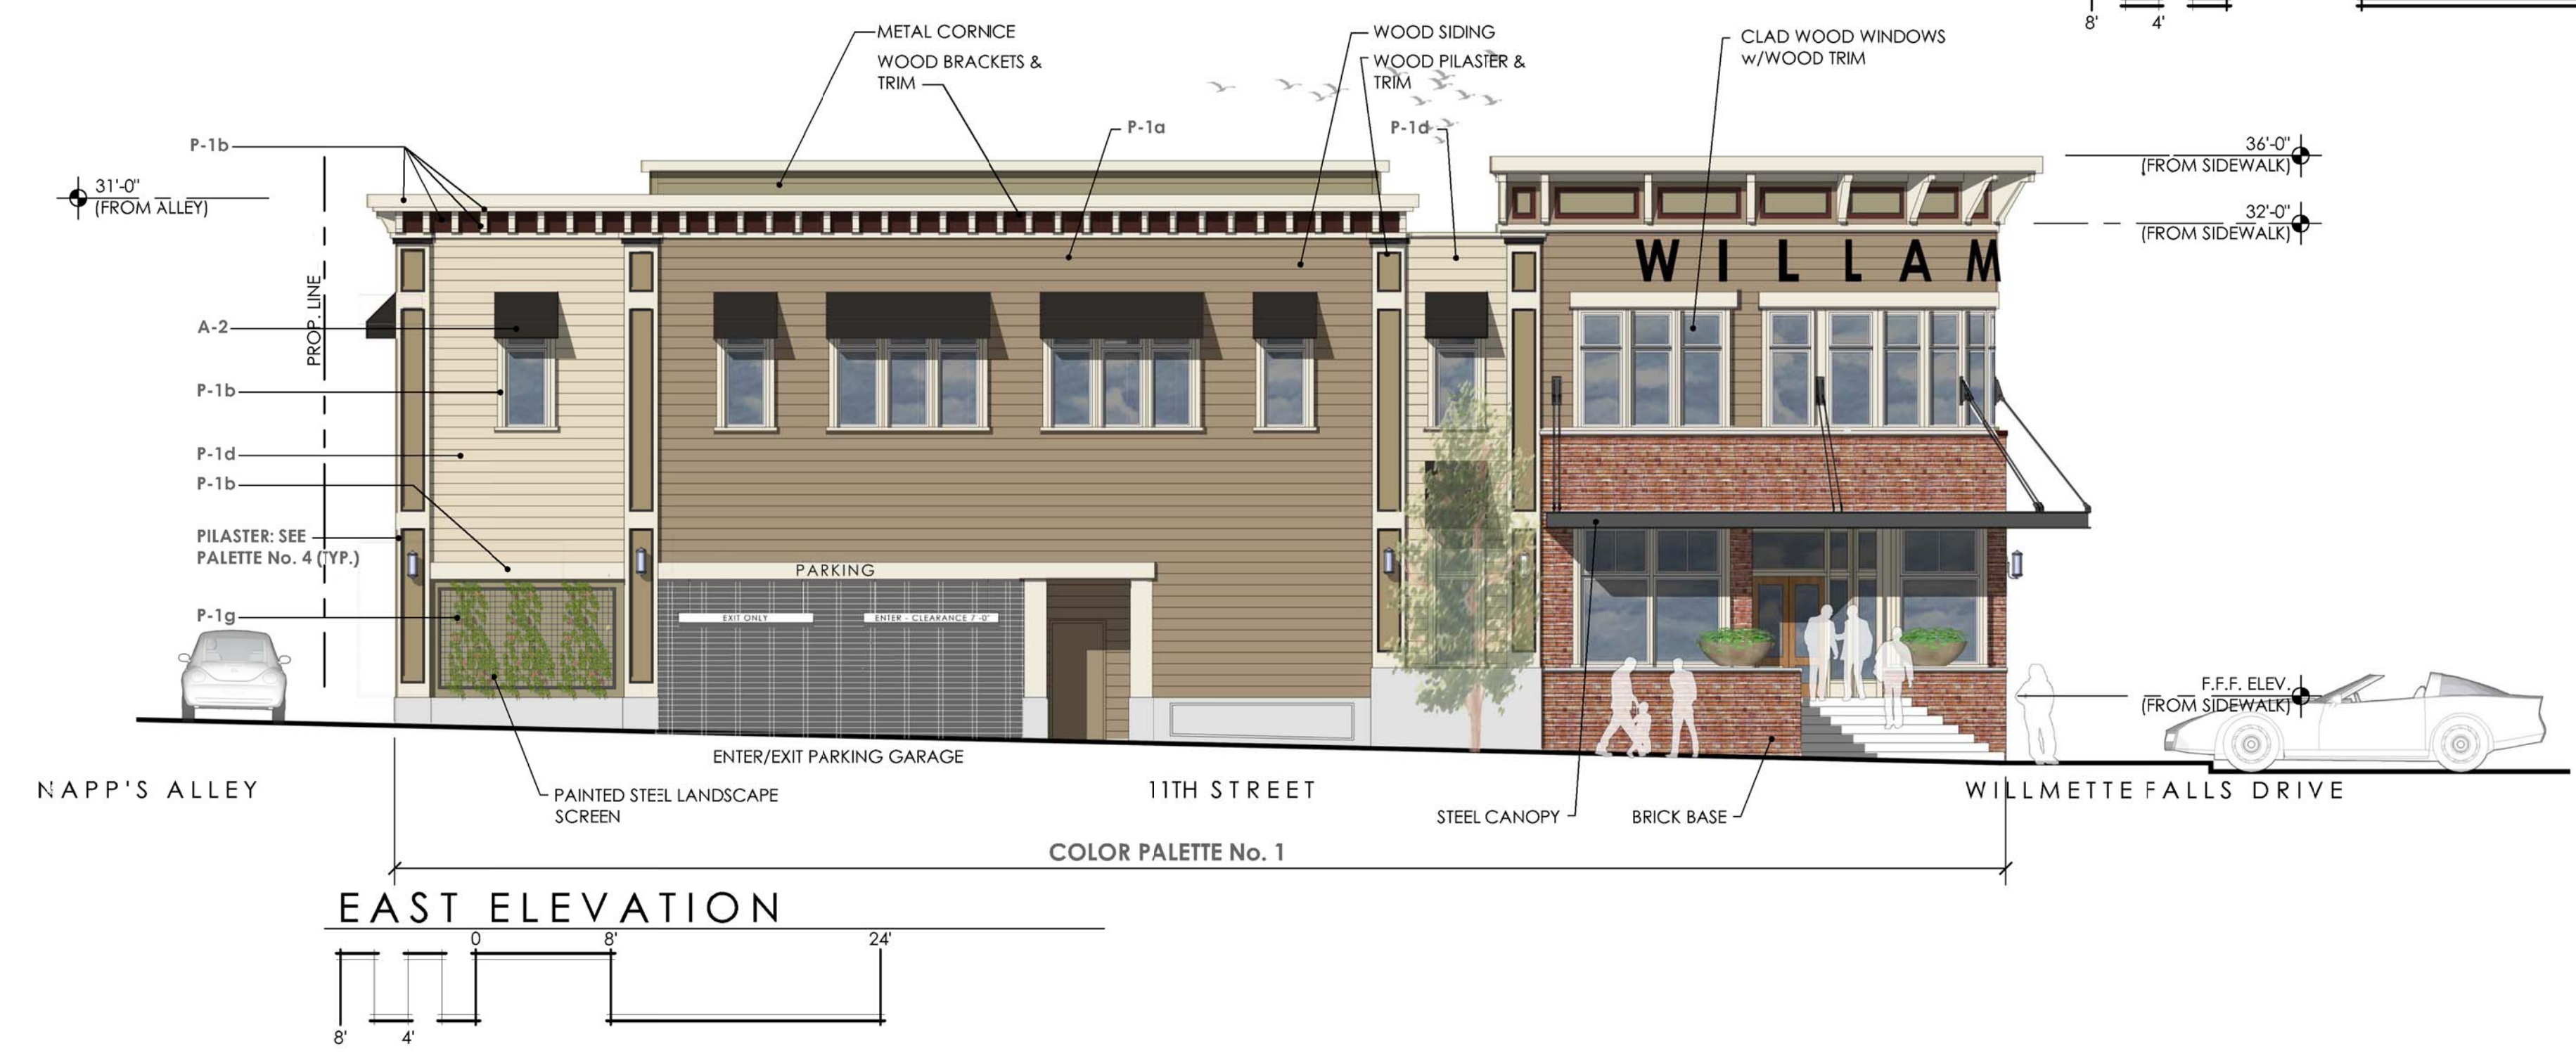 8' 4'
METAL CORNICE
WOOD BRACKETS &
TRIM
WOOD SIDING
WOOD PILASTER &
TRIM
CLAD WOOD WINDOWS
w/WOOD TRIM
P-1b
P-1a
P-1d
31'-0"
(FROM ALLEY)
36'-0"
(FROM SIDEWALK)
32'-0"
(FROM SIDEWALK)
WILLAM
PROP. LINE
A-2
P-1b
P-1d
P-1b
PILASTER: SEE
PALETTE No. 4 (TYP.)
P-1g
PARKING
EXIT ONLY
ENTER - CLEARANCE 7'-0"
F.F.F. ELEV.
(FROM SIDEWALK)
ENTER/EXIT PARKING GARAGE
NAPP'S ALLEY
11TH STREET
WILLMETTE FALLS DRIVE
PAINTED STEEL LANDSCAPE
SCREEN
STEEL CANOPY
BRICK BASE
COLOR PALETTE No. 1
EAST ELEVATION
0 8' 24'
8' 4'